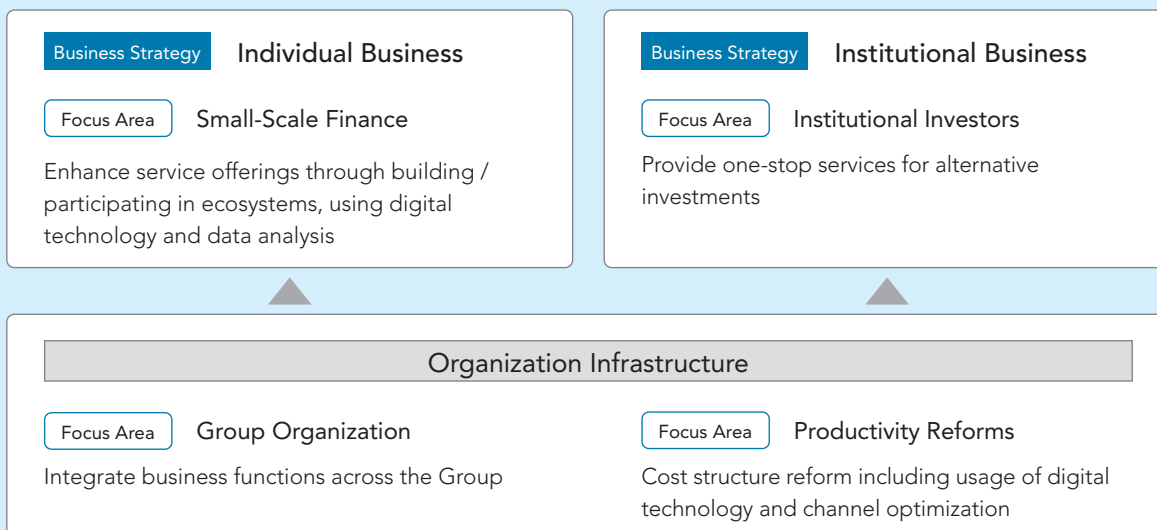 Business Strategy Individual Business
Focus Area Small-Scale Finance
Enhance service offerings through building /
participating in ecosystems, using digital
technology and data analysis
Business Strategy Institutional Business
Focus Area Institutional Investors
Provide one-stop services for alternative
investments
Organization Infrastructure
Focus Area Group Organization
Integrate business functions across the Group
Focus Area Productivity Reforms
Cost structure reform including usage of digital
technology and channel optimization